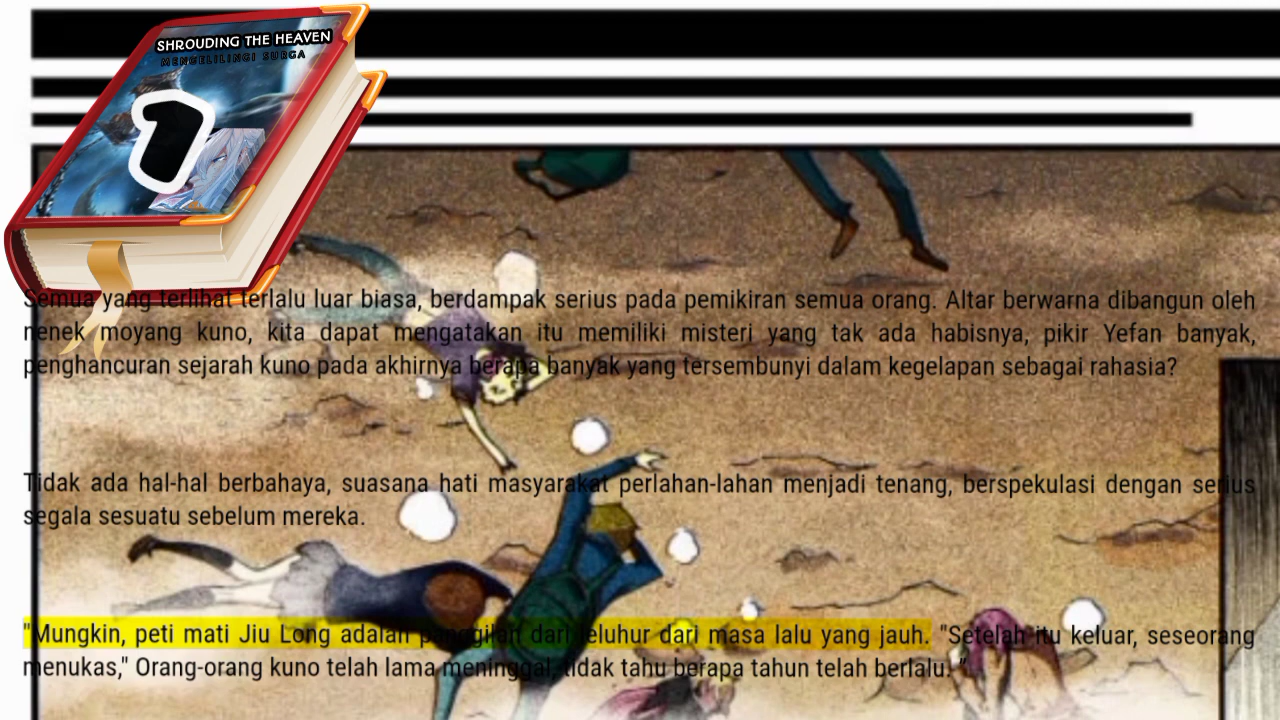 SHROUDING THE HEAVEN
MENGELILINGI SURGA
1
Semua yang terlihat terlalu luar biasa, berdampak serius pada pemikiran semua orang. Altar berwarna dibangun oleh
nenek moyang kuno, kita dapat mengatakan itu memiliki misteri yang tak ada habisnya, pikir Yefan banyak,
penghancuran sejarah kuno pada akhirnya berapa banyak yang tersembunyi dalam kegelapan sebagai rahasia?
Tidak ada hal-hal berbahaya, suasana hati masyarakat perlahan-lahan menjadi tenang, berspekulasi dengan serius
segala sesuatu sebelum mereka.
"Mungkin, peti mati Jiu Long adalah panggilan dari leluhur dari masa lalu yang jauh. "Setelah itu keluar, seseorang
menukas," Orang-orang kuno telah lama meninggal, tidak tahu berapa tahun telah berlalu. ”